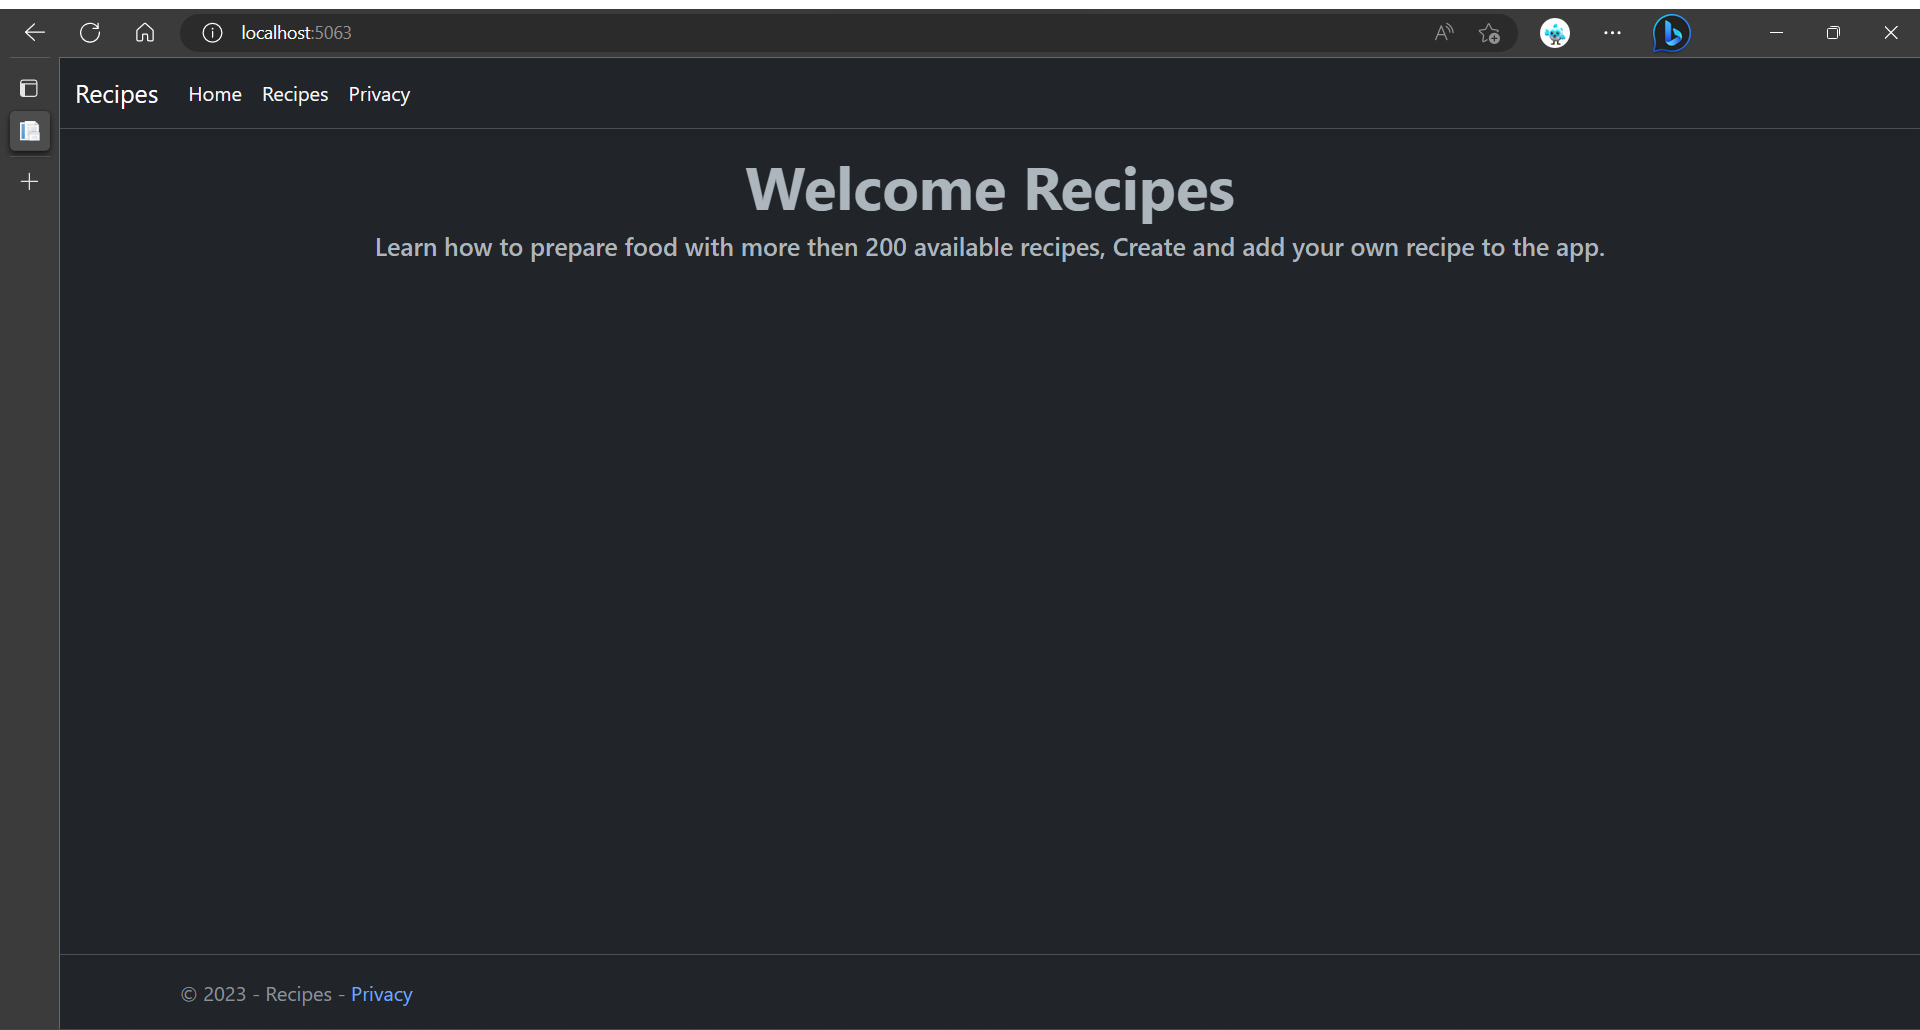 localhost:5063
Recipes Home Recipes Privacy
Welcome Recipes
Learn how to prepare food with more then 200 available recipes, Create and add your own recipe to the app.
© 2023 - Recipes - Privacy